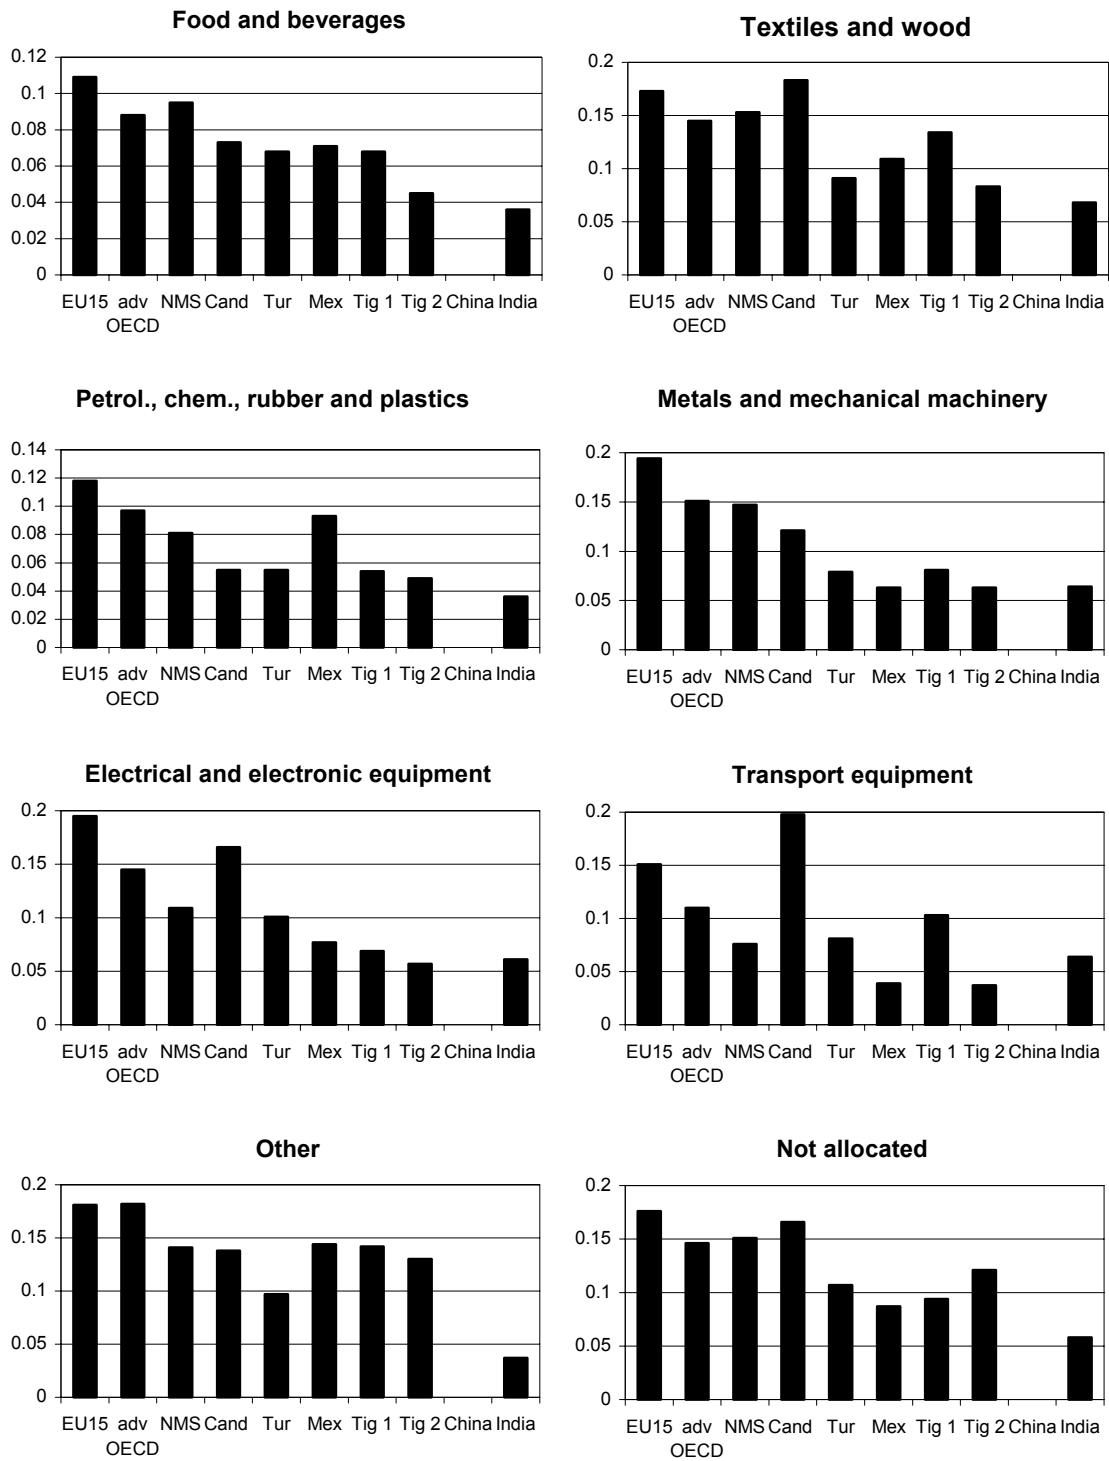 Food and beverages
0.12
0.1
0.08
0.06
0.04
0.02
0
EU15 adv NMS Cand Tur Mex Tig 1 Tig 2 China India
OECD
Textiles and wood
0.2
0.15
0.1
0.05
0
EU15 adv NMS Cand Tur Mex Tig 1 Tig 2 China India
OECD
Petrol., chem., rubber and plastics
0.14
0.12
0.1
0.08
0.06
0.04
0.02
0
EU15 adv NMS Cand Tur Mex Tig 1 Tig 2 China India
OECD
Metals and mechanical machinery
0.2
0.15
0.1
0.05
0
EU15 adv NMS Cand Tur Mex Tig 1 Tig 2 China India
OECD
Electrical and electronic equipment
0.2
0.15
0.1
0.05
0
EU15 adv NMS Cand Tur Mex Tig 1 Tig 2 China India
OECD
Transport equipment
0.2
0.15
0.1
0.05
0
EU15 adv NMS Cand Tur Mex Tig 1 Tig 2 China India
OECD
Other
0.2
0.15
0.1
0.05
0
EU15 adv NMS Cand Tur Mex Tig 1 Tig 2 China India
OECD
Not allocated
0.2
0.15
0.1
0.05
0
EU15 adv NMS Cand Tur Mex Tig 1 Tig 2 China India
OECD